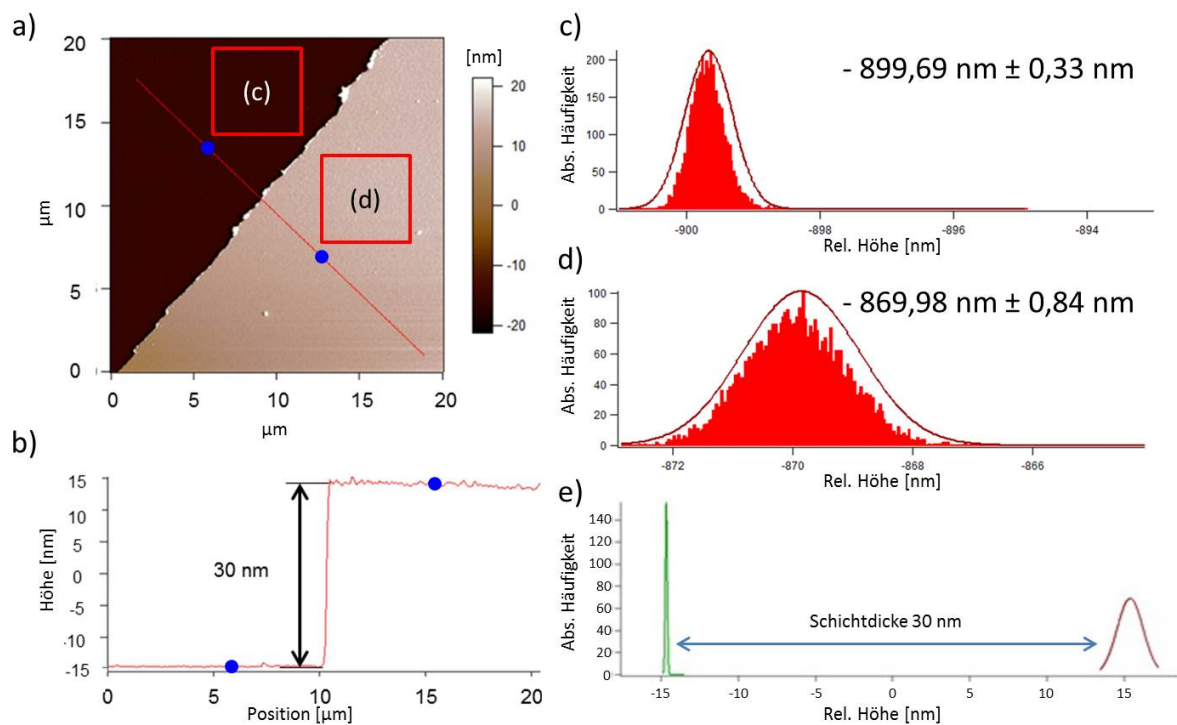 a)
20
15
10
5
0
µm
0
5
10
15
20
µm
(c)
(d)
[nm]
20
10
0
-10
-20
b)
15
10
5
0
-5
-10
-15
Höhe [nm]
30 nm
0
5
10
15
20
Position [µm]
c)
- 899,69 nm ± 0,33 nm
200
150
100
50
0
Abs. Häufigkeit
-900
-898
-896
-894
Rel. Höhe [nm]
d)
- 869,98 nm ± 0,84 nm
100
80
60
40
20
0
Abs. Häufigkeit
-872
-870
-868
-866
Rel. Höhe [nm]
e)
140
120
100
80
60
40
20
0
Abs. Häufigkeit
Schichtdicke 30 nm
-15
-10
-5
0
5
10
15
Rel. Höhe [nm]